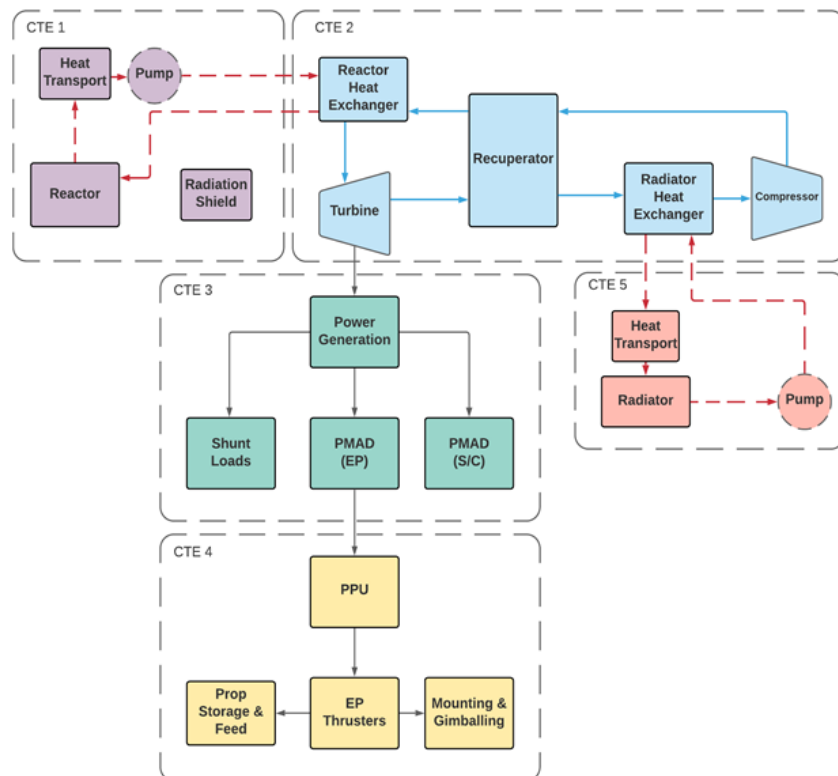 CTE 1
Heat
Transport
Pump
Reactor
Radiation
Shield
CTE 2
Reactor
Heat
Exchanger
Recuperator
Turbine
Radiator
Heat
Exchanger
Compressor
CTE 3
Power
Generation
Shunt
Loads
PMAD
(EP)
PMAD
(S/C)
CTE 5
Heat
Transport
Radiator
Pump
CTE 4
PPU
Prop
Storage &
Feed
EP
Thrusters
Mounting &
Gimballing